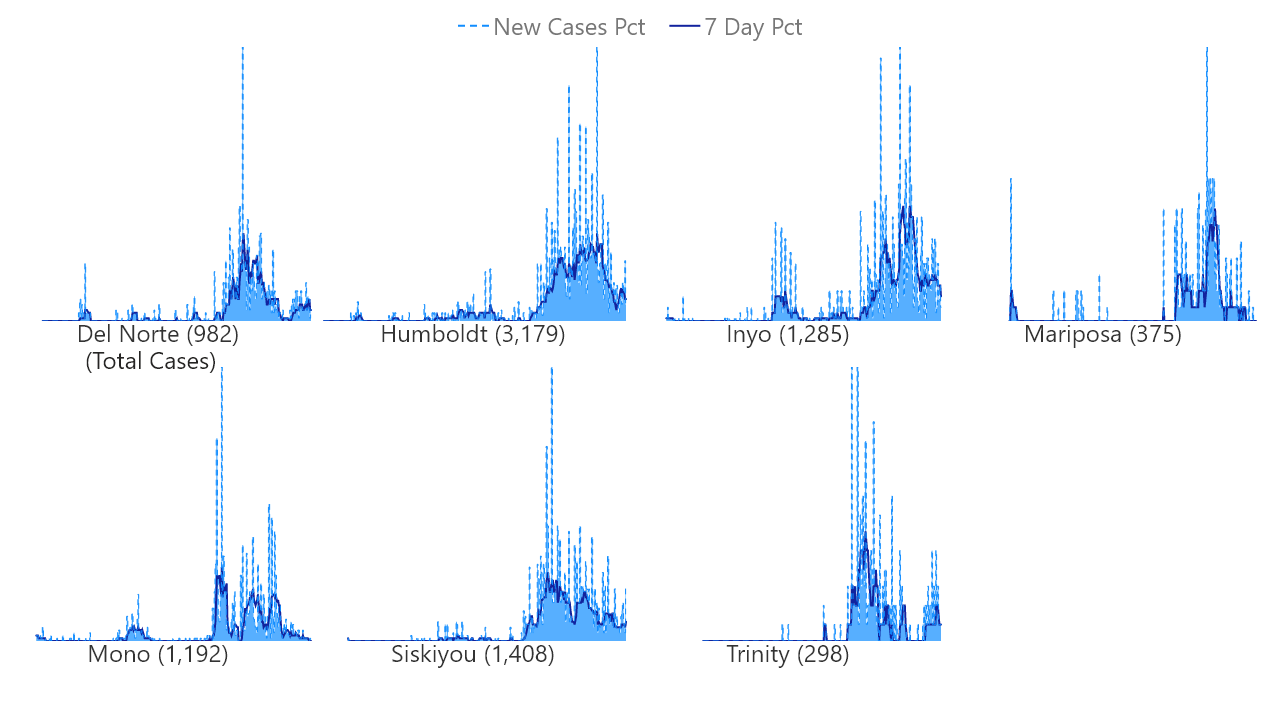 New Cases Pct 7 Day Pct
Del Norte (982) Humboldt (3,179) Inyo (1,285) Mariposa (375)
(Total Cases)
Mono (1,192) Siskiyou (1,408) Trinity (298)